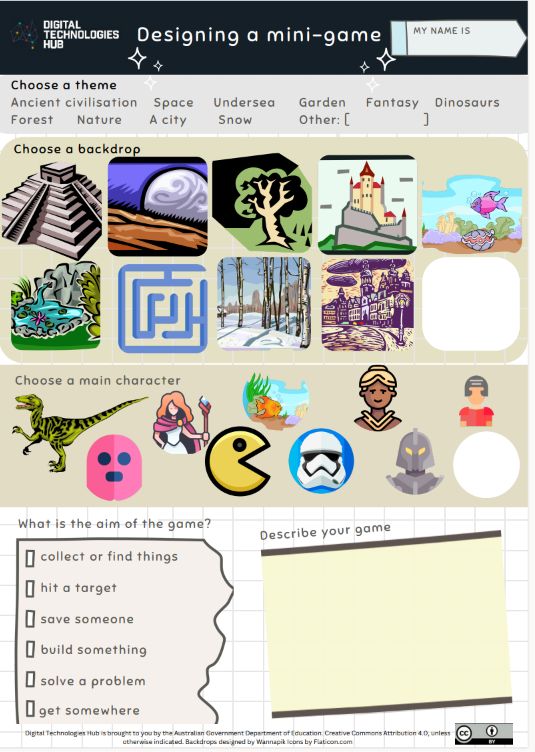 DIGITAL
TECHNOLOGIES
HUB
Designing a mini-game
MY NAME IS
Choose a theme
Ancient civilisation Space Undersea Garden Fantasy Dinosaurs
Forest Nature A city Snow Other: [ ]
Choose a backdrop
Choose a main character
What is the aim of the game?
collect or find things
hit a target
save someone
build something
solve a problem
get somewhere
Describe your game
Digital Technologies Hub is brought to you by the Australian Government Department of Education. Creative Commons Attribution 4.0, unless
otherwise indicated. Backdrops designed by Wannapik Icons by Flaticon.com
CC
BY